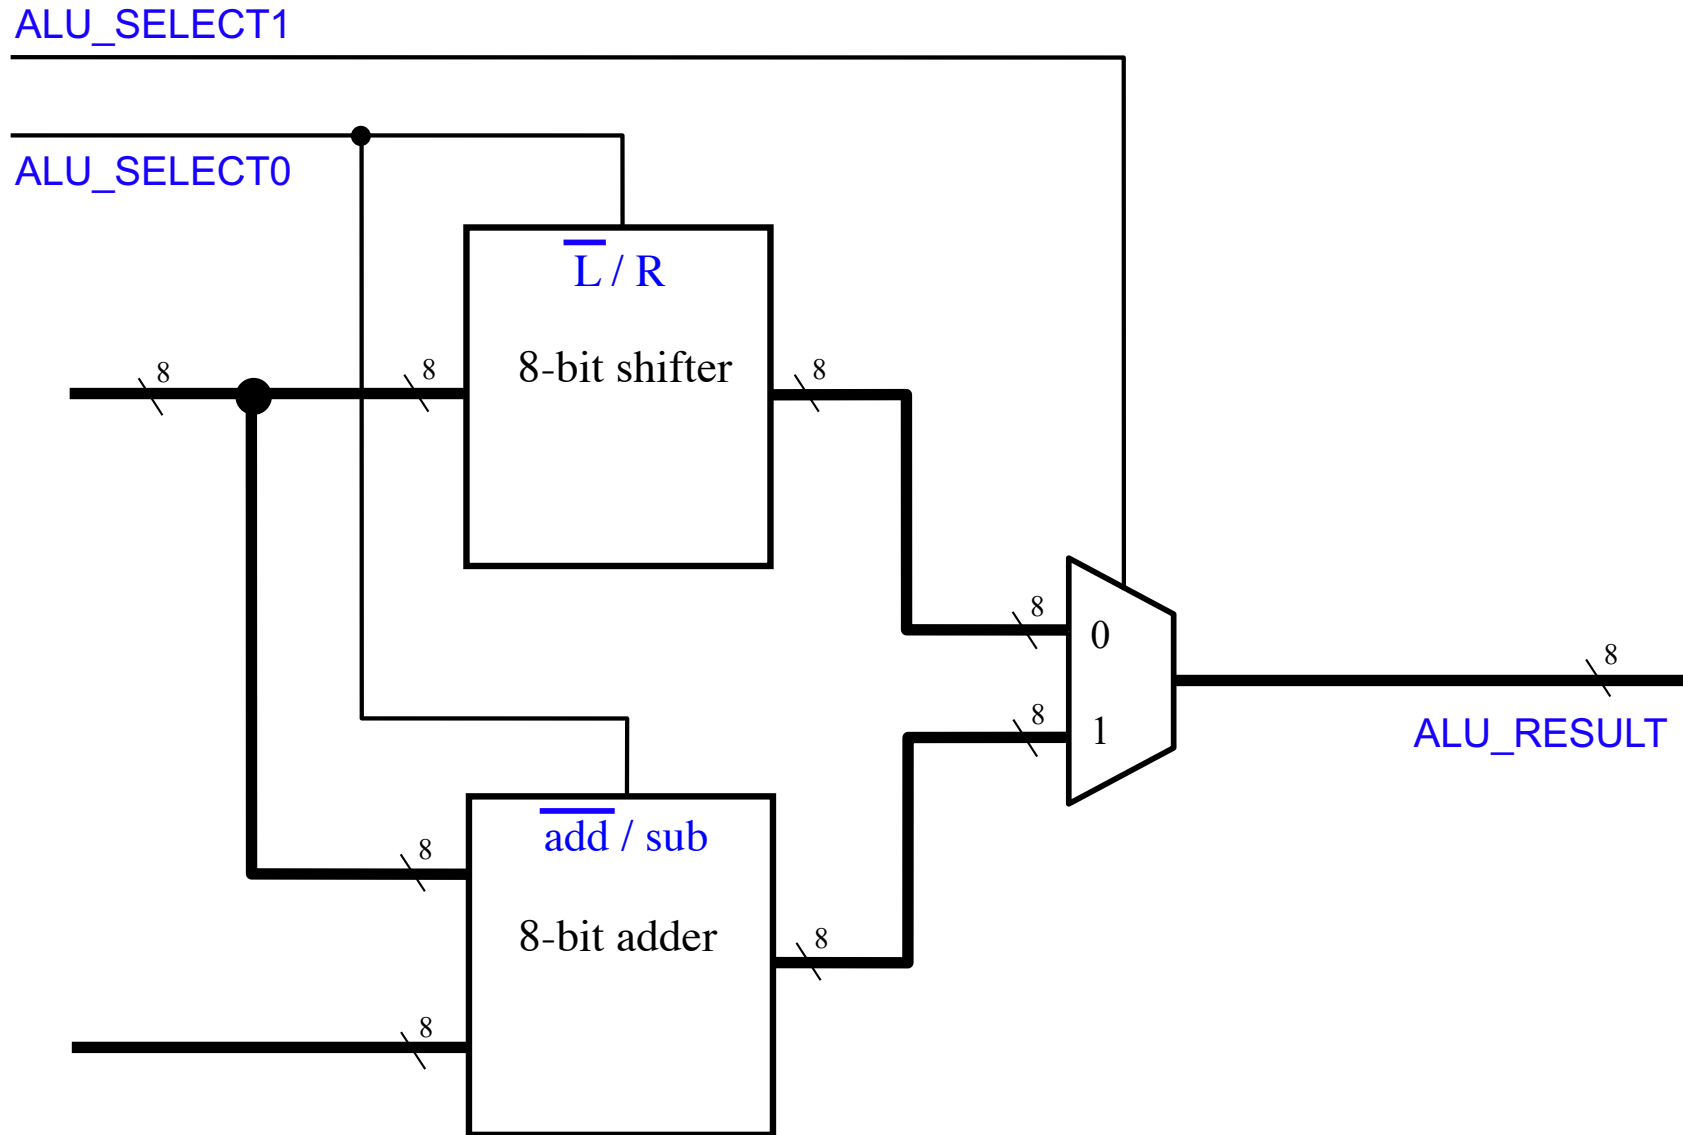 ALU_SELECT1
ALU_SELECT0
L / R
8-bit shifter
8
8
8
8
8
0
8
1
ALU_RESULT
add / sub
8
8-bit adder
8
8